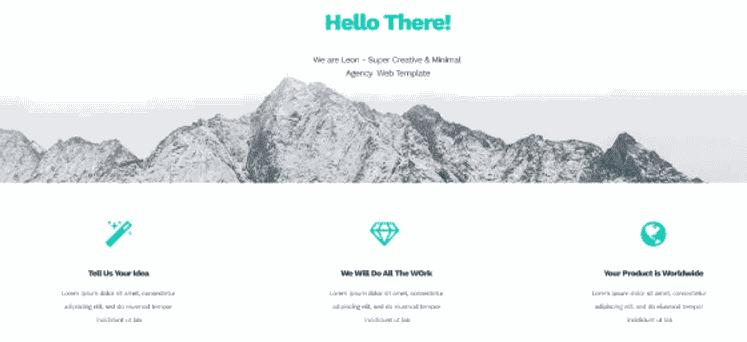 Hello There!
We are Leon - Super Creative & Minimal
Agency Web Template
Tell Us Your Idea
We Will Do All The WOrk
Your Product is Worldwide
Lorem ipsum dolor sit amet, consectetur
adipiscing elit, sed do eiusmod tempor
incididunt ut lab
Lorem ipsum dolor sit amet, consectetur
adipiscing elit, sed do eiusmod tempor
incididunt ut lab
Lorem ipsum dolor sit amet, consectetur
adipiscing elit, sed do eiusmod tempor
incididunt ut lab